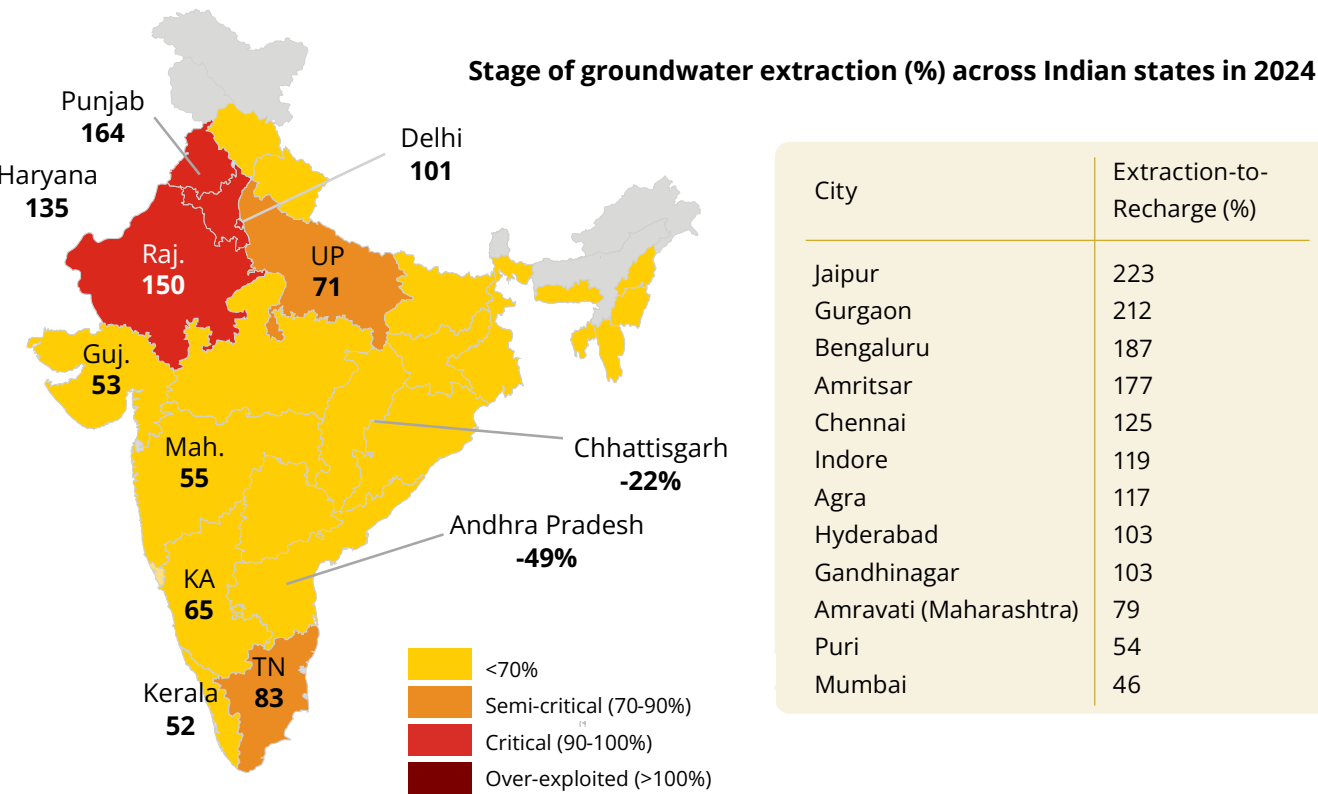 Stage of groundwater extraction (%) across Indian states in 2024
Punjab
164
Delhi
101
Haryana
135
Raj.
150
UP
71
Guj.
53
Mah.
55
Chhattisgarh
-22%
Andhra Pradesh
-49%
KA
65
TN
83
Kerala
52
<70%
Semi-critical (70-90%)
Critical (90-100%)
Over-exploited (>100%)
City
Extraction-to-
Recharge (%)
Jaipur 223
Gurgaon 212
Bengaluru 187
Amritsar 177
Chennai 125
Indore 119
Agra 117
Hyderabad 103
Gandhinagar 103
Amravati (Maharashtra) 79
Puri 54
Mumbai 46